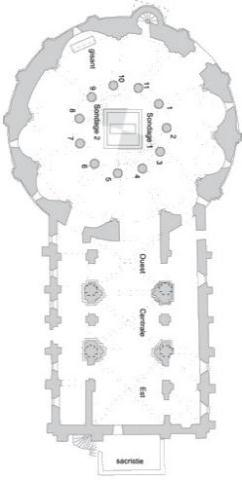 gisant
10
11
9
1
8
2
Sondage 1
Sondage 2
7
3
6
4
5
Ouest
Centrale
Est
sacristie